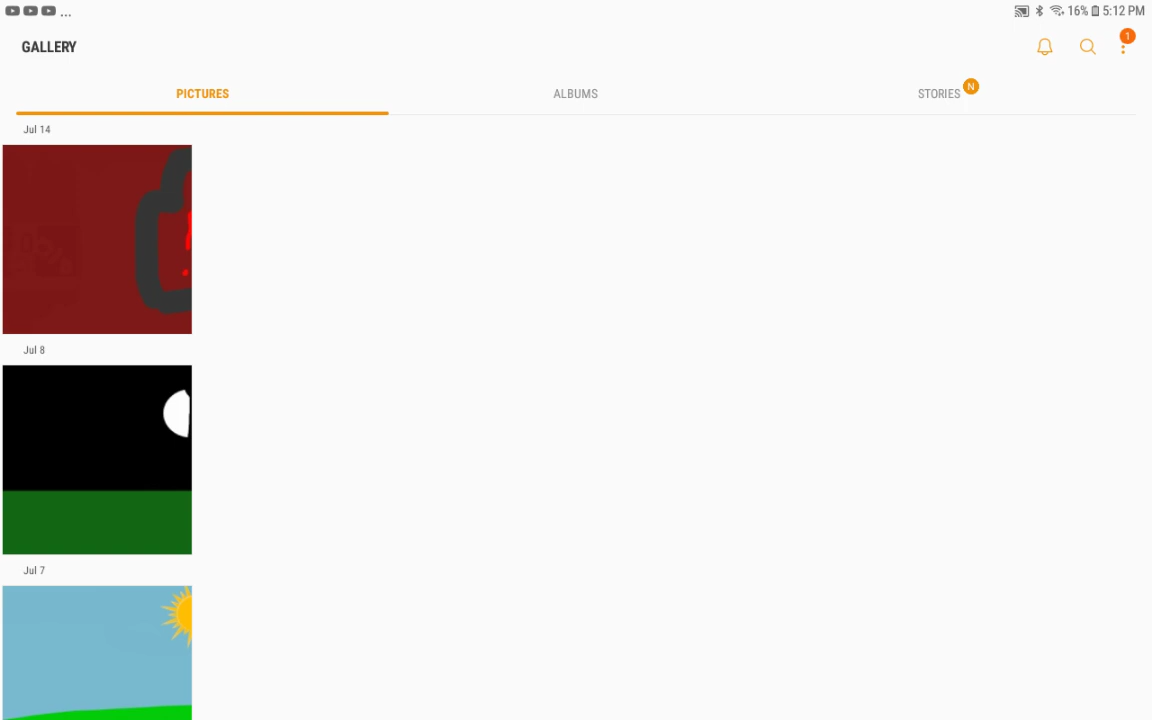 ...
16% 5:12 PM
GALLERY
1
PICTURES
ALBUMS
STORIES N
Jul 14
Jul 8
Jul 7